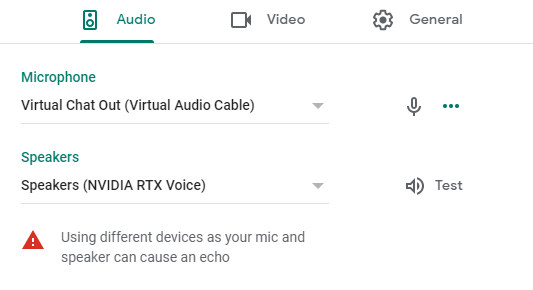 Audio Video General
Microphone
Virtual Chat Out (Virtual Audio Cable)
Speakers
Speakers (NVIDIA RTX Voice) Test
Using different devices as your mic and
speaker can cause an echo